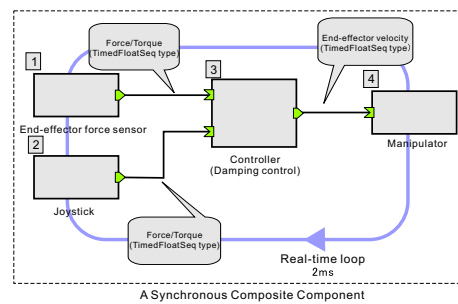 1
Force/Torque
(TimedFloatSeq type)
End-effector velocity
(TimedFloatSeq type)
3
4
End-effector force sensor
2
Controller
(Damping control)
Manipulator
Joystick
Force/Torque
(TimedFloatSeq type)
Real-time loop
2ms
A Synchronous Composite Component